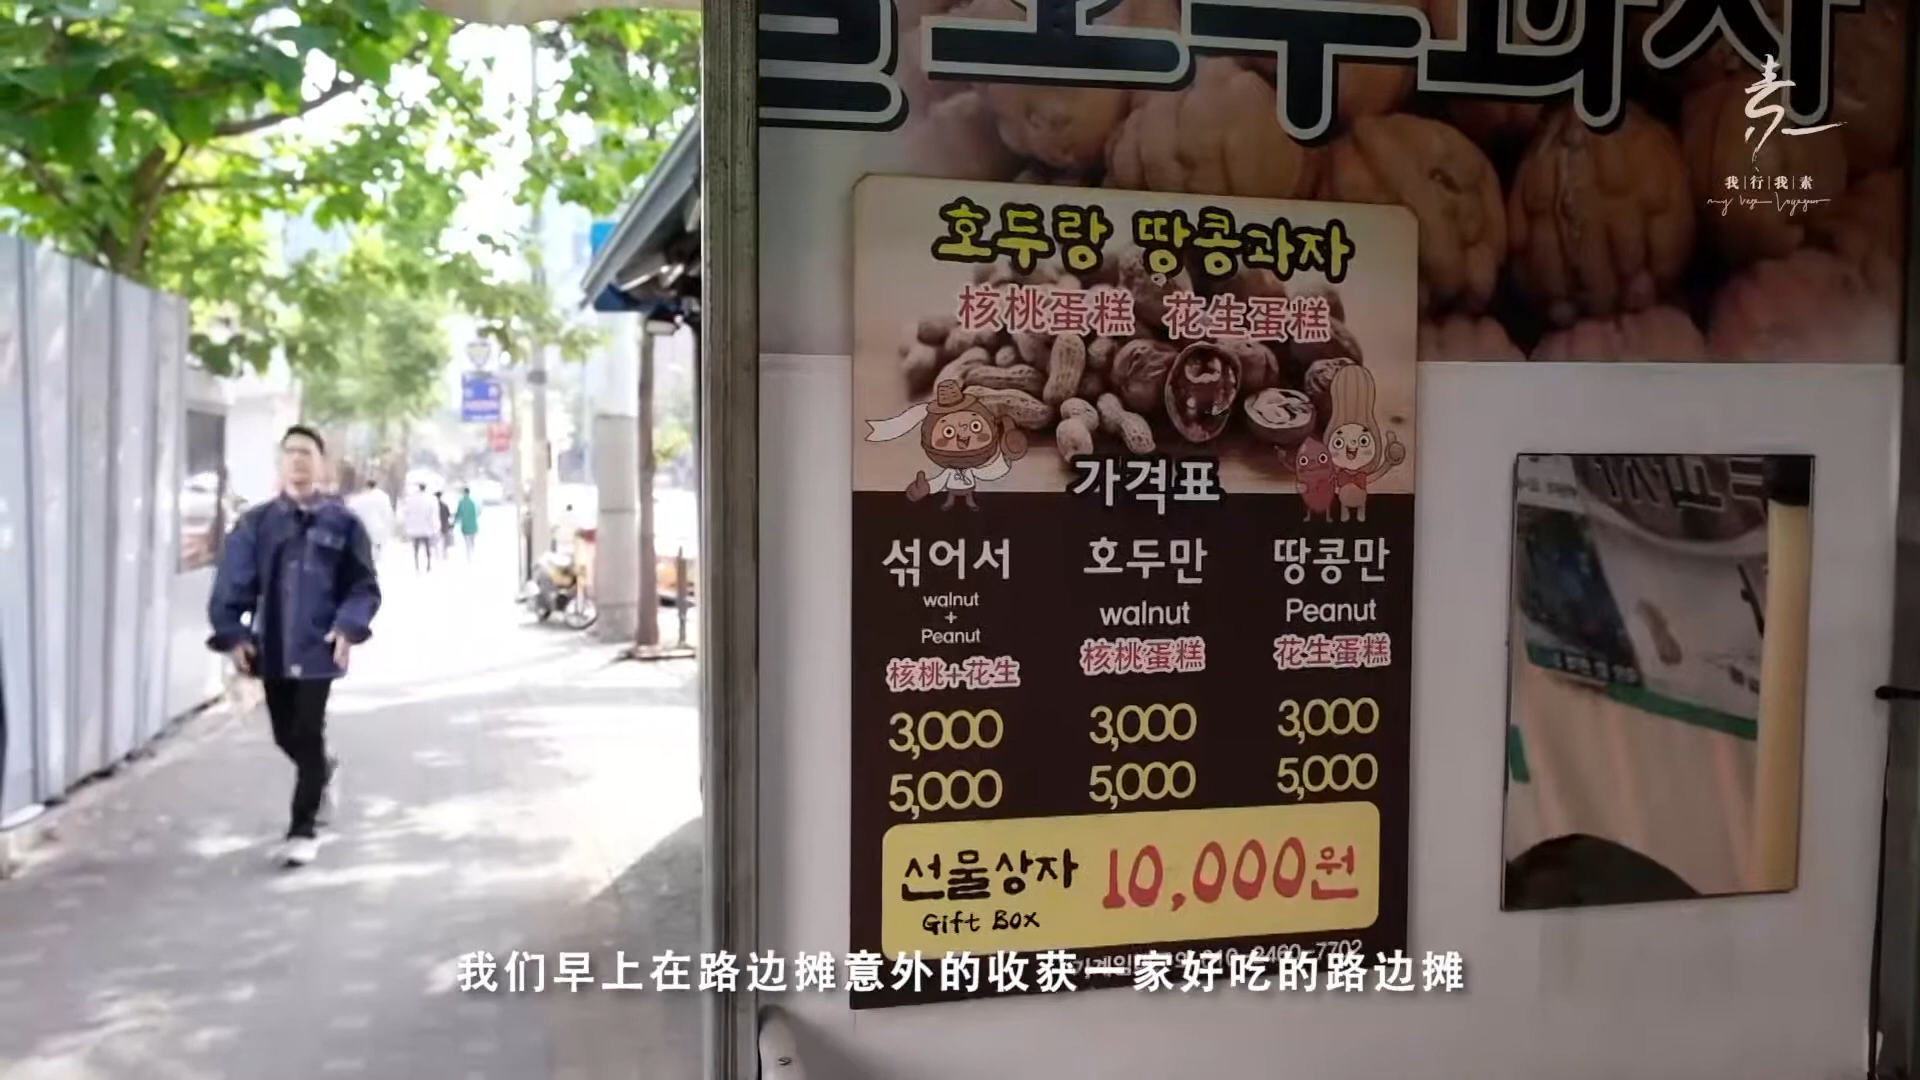 호두과자
素
我|行|我|素
My Vege Voyages
호두랑 땅콩과자
核桃蛋糕 花生蛋糕
가격표
섞어서 호두만 땅콩만
walnut
+
Peanut
walnut Peanut
核桃+花生 核桃蛋糕 花生蛋糕
3,000 3,000 3,000
5,000 5,000 5,000
선물상자 10,000원
Gift Box
我们早上在路边摊意外的收获一家好吃的路边摊